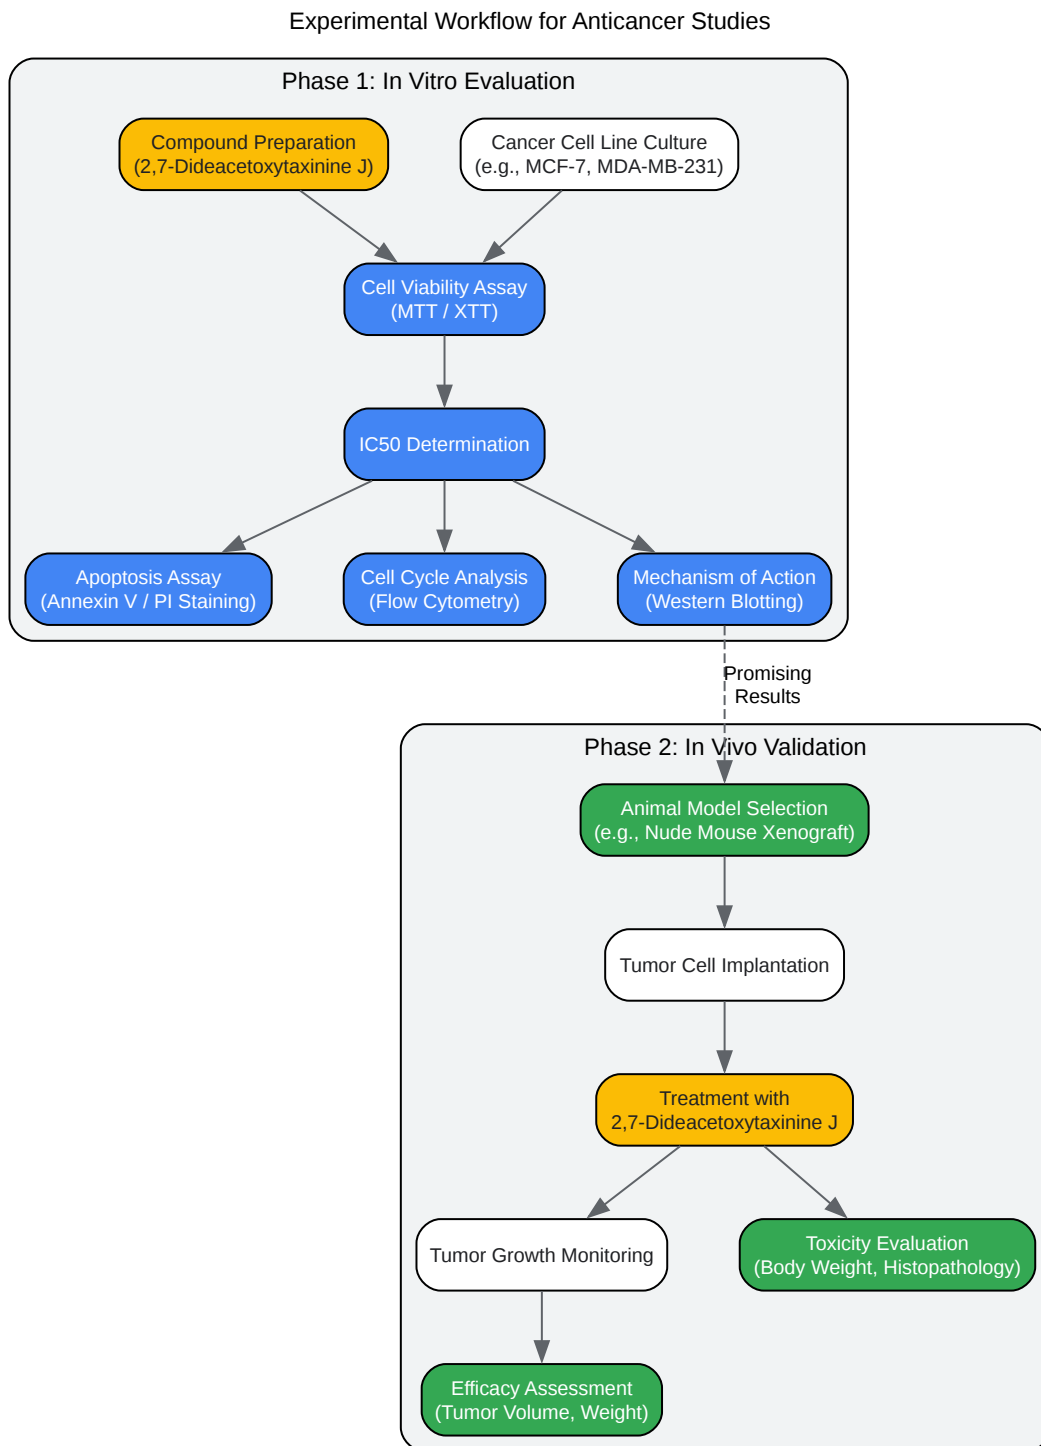 Experimental Workflow for Anticancer Studies
Phase 1: In Vitro Evaluation
Compound Preparation
(2,7-Dideacetoxytaxinine J)
Cancer Cell Line Culture
(e.g., MCF-7, MDA-MB-231)
Cell Viability Assay
(MTT / XTT)
IC50 Determination
Apoptosis Assay
(Annexin V / PI Staining)
Cell Cycle Analysis
(Flow Cytometry)
Mechanism of Action
(Western Blotting)
Promising
Results
Phase 2: In Vivo Validation
Animal Model Selection
(e.g., Nude Mouse Xenograft)
Tumor Cell Implantation
Treatment with
2,7-Dideacetoxytaxinine J
Tumor Growth Monitoring
Toxicity Evaluation
(Body Weight, Histopathology)
Efficacy Assessment
(Tumor Volume, Weight)